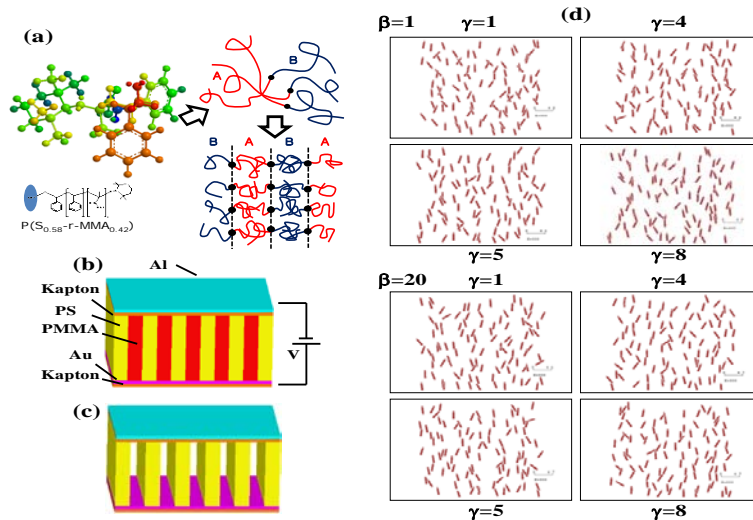 (a)
A
B
B A B A
P(S0.58-r-MMA0.42)
(b)
Al
Kapton
PS
PMMA
Au
Kapton
V
(c)
(d)
β=1 γ=1 γ=4
γ=5 γ=8
β=20 γ=1 γ=4
γ=5 γ=8